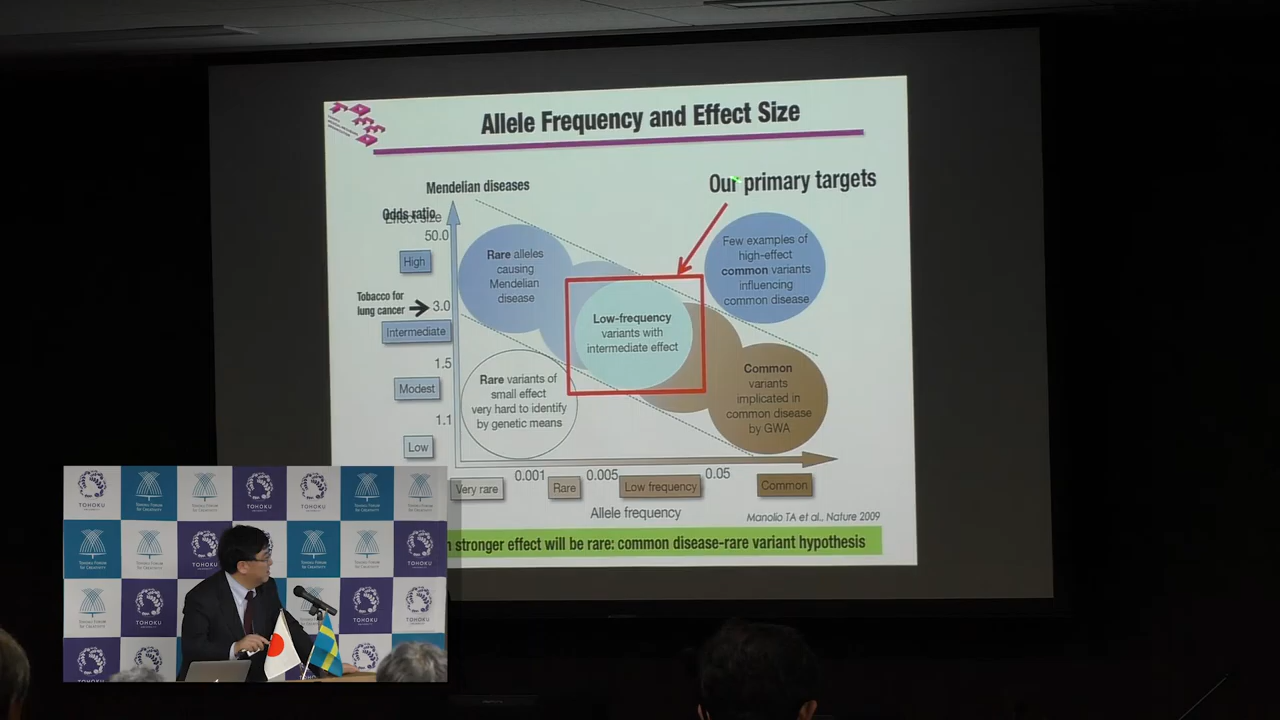 Allele Frequency and Effect Size
Mendelian diseases
Our primary targets
Odds ratio
Effect size
50.0
High
Tobacco for
lung cancer
3.0
Intermediate
1.5
Modest
1.1
Low
Rare alleles
causing
Mendelian
disease
Few examples of
high-effect
common variants
influencing
common disease
Low-frequency
variants with
intermediate effect
Rare variants of
small effect
very hard to identify
by genetic means
Common
variants
implicated in
common disease
by GWA
0.001
0.005
0.05
Very rare
Rare
Low frequency
Common
Allele frequency
Manolio TA et al., Nature 2009
stronger effect will be rare: common disease-rare variant hypothesis
TOHOKU
UNIVERSITY
TOHOKU FORUM
FOR CREATIVITY